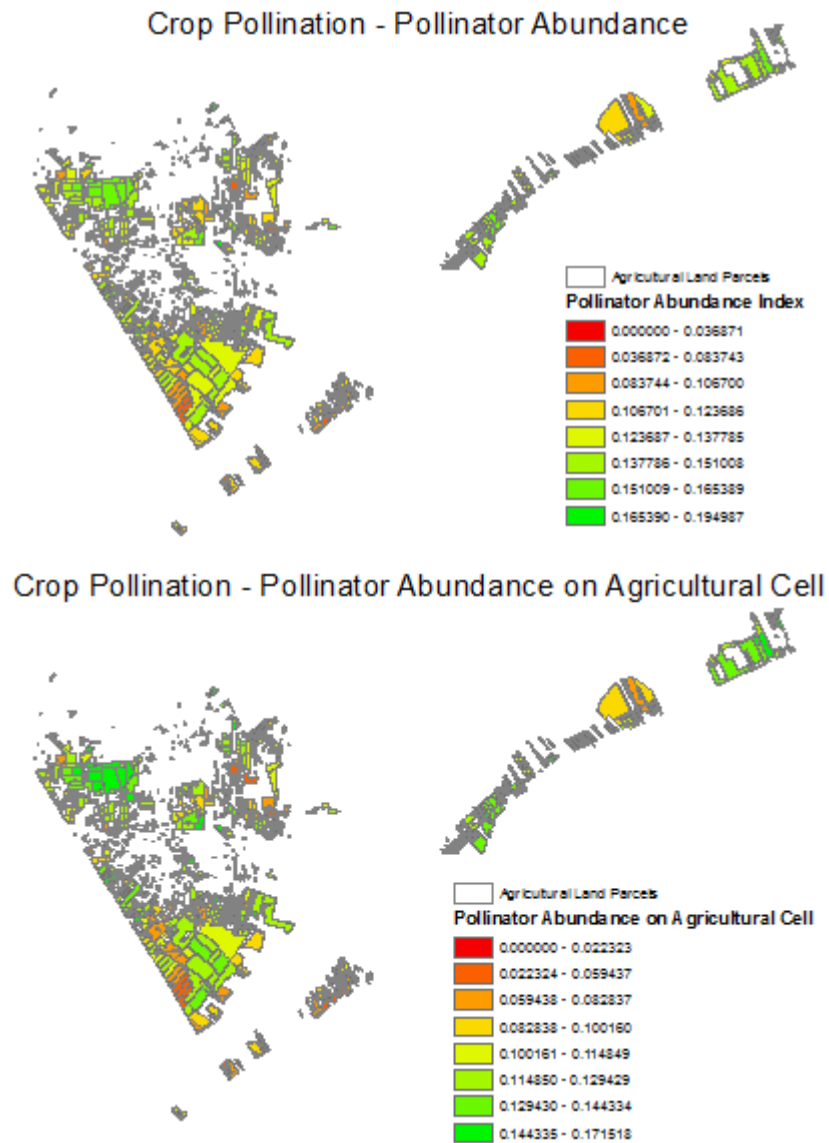 Crop Pollination - Pollinator Abundance
Agricultural Land Parcels
Pollinator Abundance Index
0.000000 - 0.036871
0.036872 - 0.083743
0.083744 - 0.106700
0.106701 - 0.123686
0.123687 - 0.137785
0.137786 - 0.151008
0.151009 - 0.165389
0.165390 - 0.194987
Crop Pollination - Pollinator Abundance on Agricultural Cell
Agricultural Land Parcels
Pollinator Abundance on Agricultural Cell
0.000000 - 0.022323
0.022324 - 0.059437
0.059438 - 0.082837
0.082838 - 0.100160
0.100161 - 0.114849
0.114850 - 0.129429
0.129430 - 0.144334
0.144335 - 0.171518